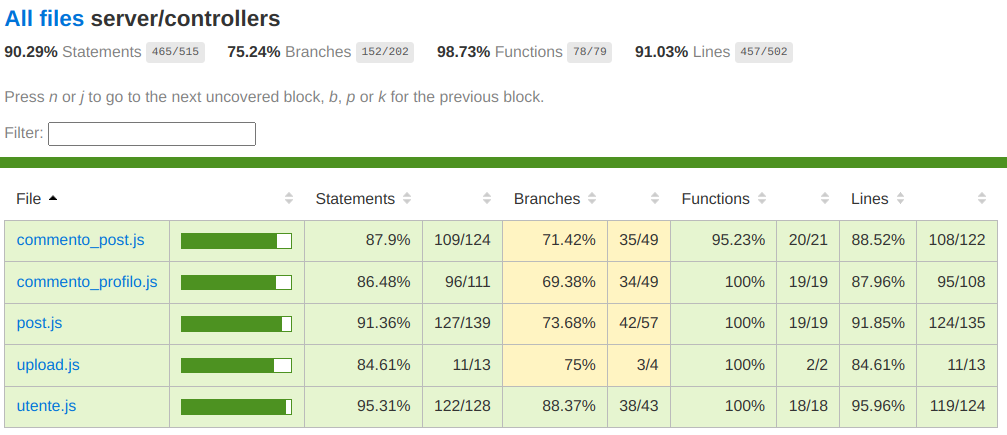 All files server/controllers
90.29% Statements 465/515 75.24% Branches 152/202 98.73% Functions 78/79 91.03% Lines 457/502
Press n or j to go to the next uncovered block, b, p or k for the previous block.
Filter:
File Statements Branches Functions Lines
commento_post.js 87.9% 109/124 71.42% 35/49 95.23% 20/21 88.52% 108/122
commento_profilo.js 86.48% 96/111 69.38% 34/49 100% 19/19 87.96% 95/108
post.js 91.36% 127/139 73.68% 42/57 100% 19/19 91.85% 124/135
upload.js 84.61% 11/13 75% 3/4 100% 2/2 84.61% 11/13
utente.js 95.31% 122/128 88.37% 38/43 100% 18/18 95.96% 119/124